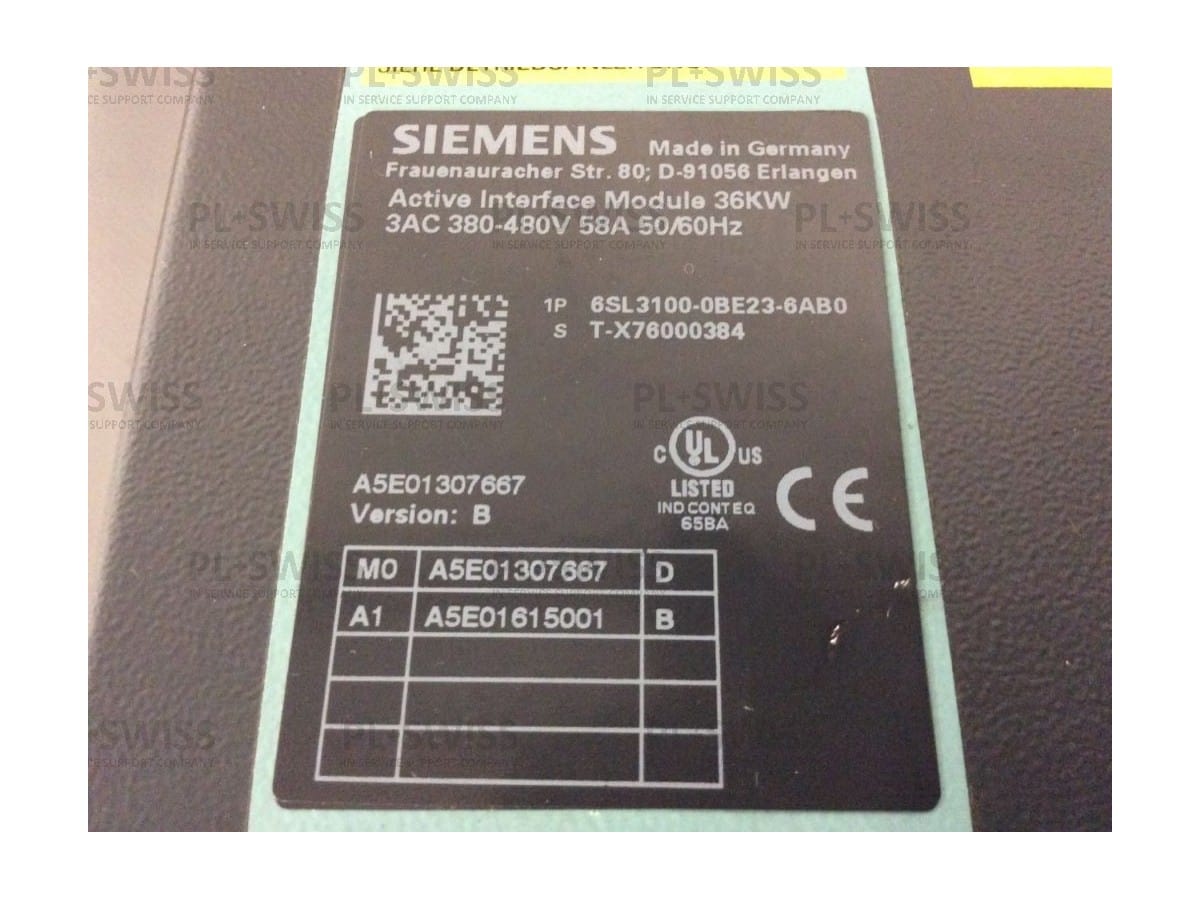 SIEMENS Made in Germany
Frauenauracher Str. 80; D-91056 Erlangen
Active Interface Module 36KW
3AC 380-480V 58A 50/60Hz
1P 6SL3100-0BE23-6AB0
S T-X76000384
C UL US
LISTED
IND CONT EQ
65BA
CE
A5E01307667
Version: B
M0 A5E01307667 D
A1 A5E01615001 B
PL+SWISS
IN SERVICE SUPPORT COMPANY